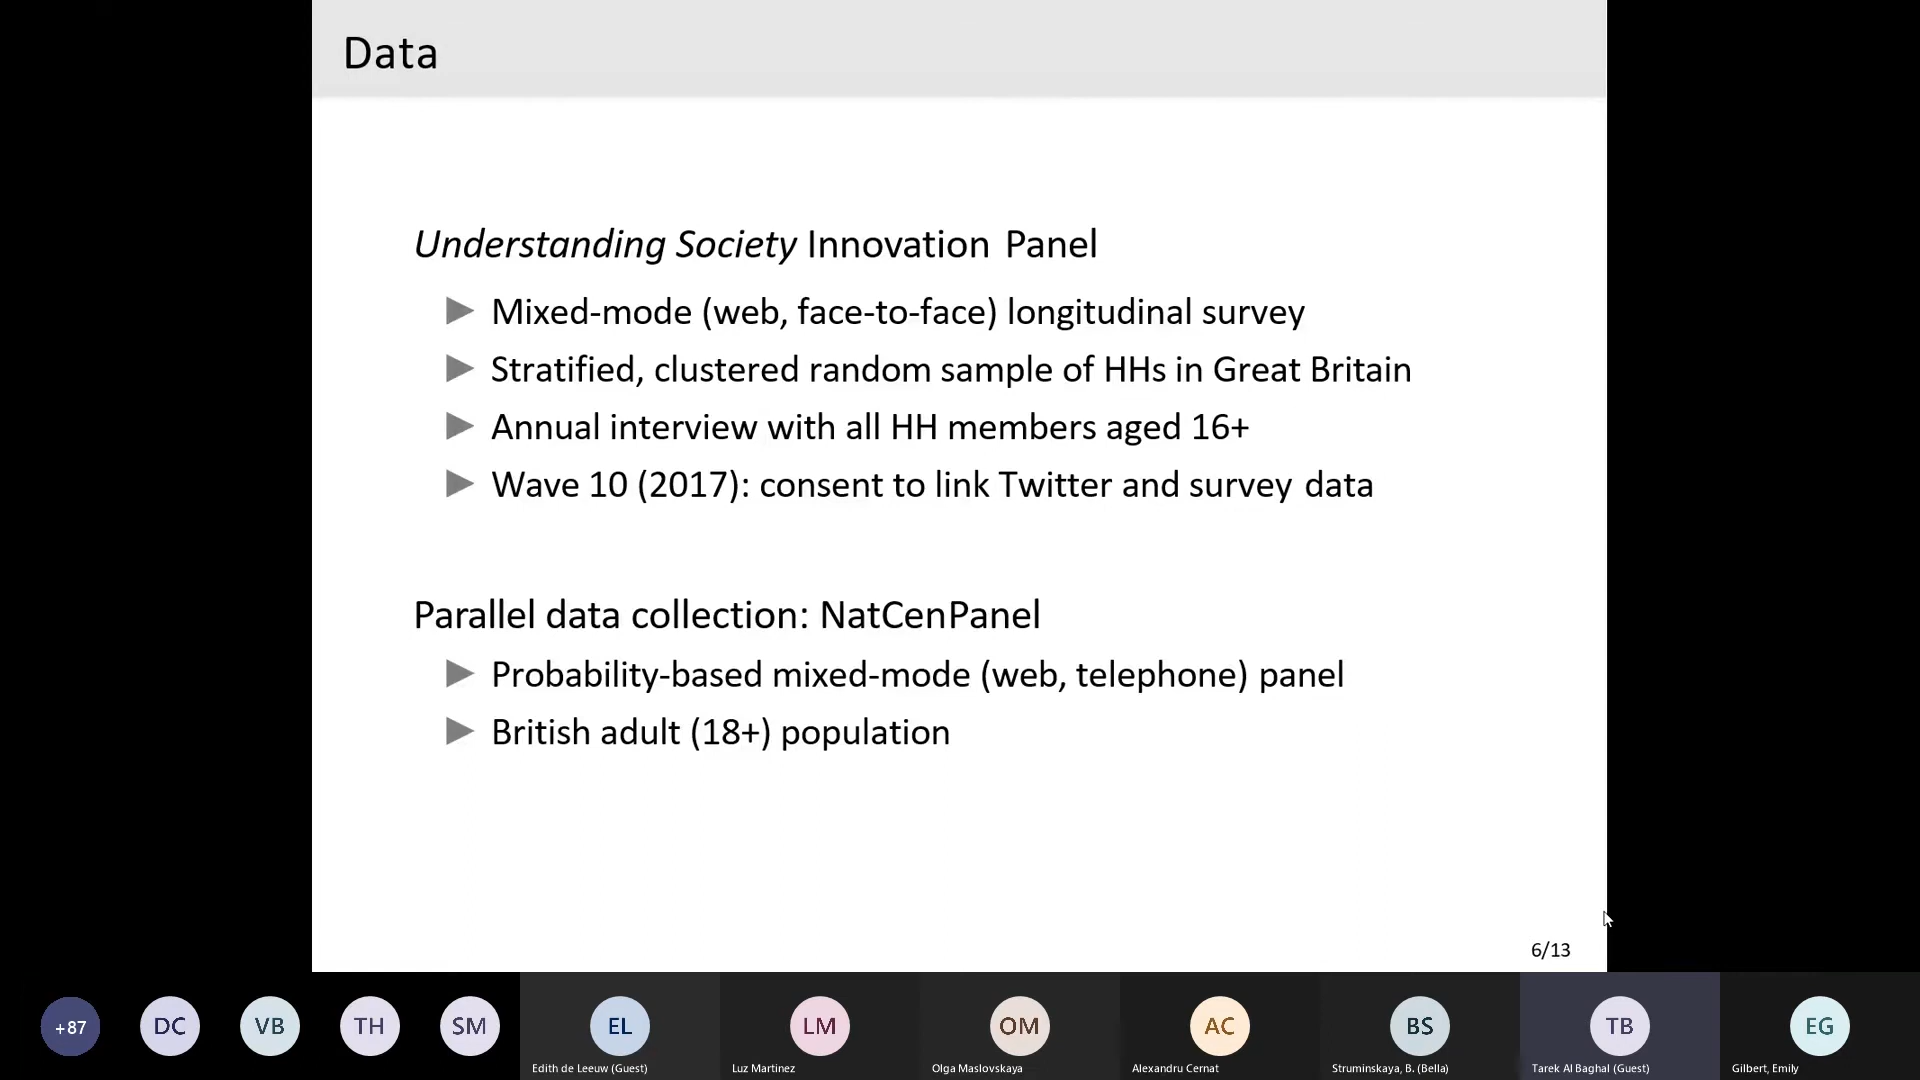 Data
Understanding Society Innovation Panel
Mixed-mode (web, face-to-face) longitudinal survey
Stratified, clustered random sample of HHs in Great Britain
Annual interview with all HH members aged 16+
Wave 10 (2017): consent to link Twitter and survey data
Parallel data collection: NatCenPanel
Probability-based mixed-mode (web, telephone) panel
British adult (18+) population
6/13
+87 DC VB TH SM EL LM OM AC BS TB EG
Edith de Leeuw (Guest) Luz Martinez Olga Maslovskaya Alexandru Cernat Struminskaya, B. (Bella) Tarek Al Baghal (Guest) Gilbert, Emily